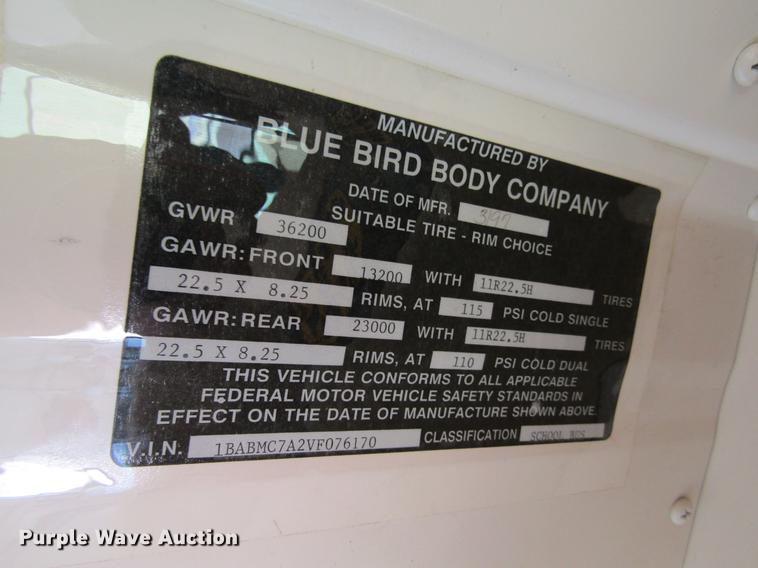 MANUFACTURED BY
BLUE BIRD BODY COMPANY
DATE OF MFR. 3/97
SUITABLE TIRE - RIM CHOICE
GVWR 36200
GAWR: FRONT 13200 WITH 11R22.5H TIRES
22.5 X 8.25 RIMS, AT 115 PSI COLD SINGLE
GAWR: REAR 23000 WITH 11R22.5H TIRES
22.5 X 8.25 RIMS, AT 110 PSI COLD DUAL
THIS VEHICLE CONFORMS TO ALL APPLICABLE
FEDERAL MOTOR VEHICLE SAFETY STANDARDS IN
EFFECT ON THE DATE OF MANUFACTURE SHOWN ABOVE
V.I.N. 1BABMC7A2VF076170 CLASSIFICATION SCHOOL BUS
Purple Wave Auction